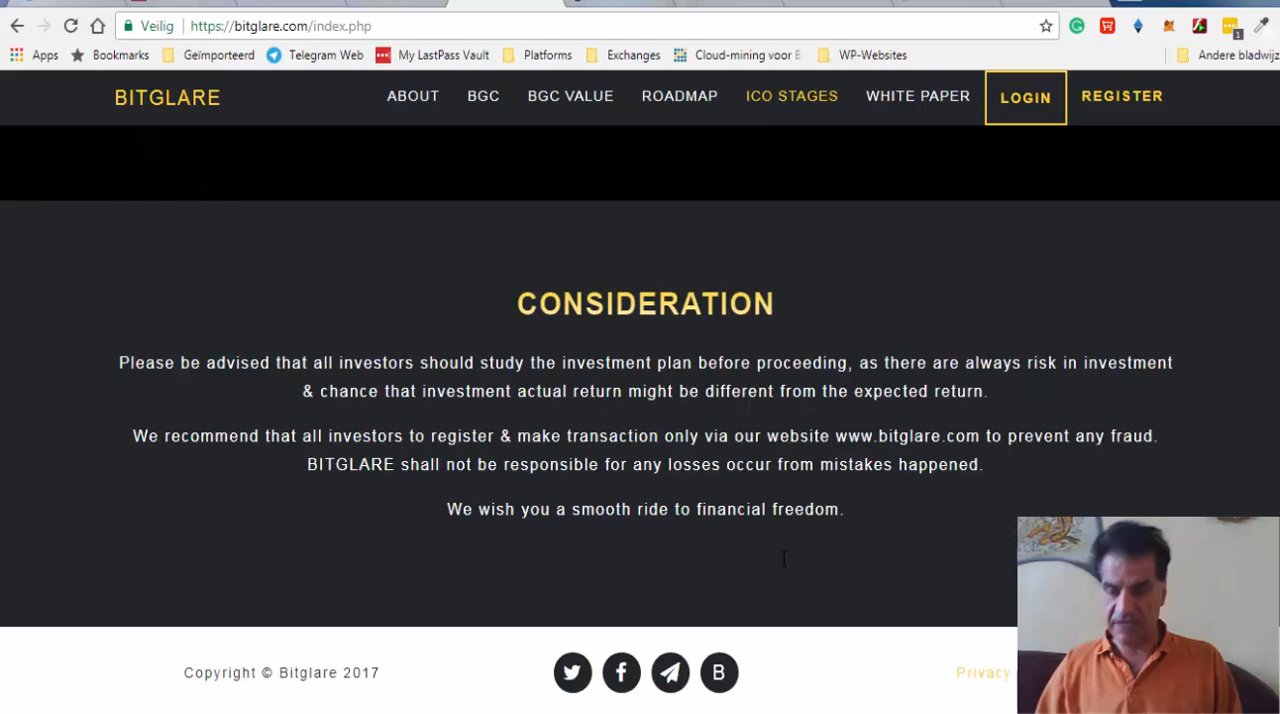 Veilig https://bitglare.com/index.php
Apps Bookmarks Geïmporteerd Telegram Web My LastPass Vault Platforms Exchanges Cloud-mining voor WP-Websites Andere bladwijz
1
BITGLARE ABOUT BGC BGC VALUE ROADMAP ICO STAGES WHITE PAPER LOGIN REGISTER
CONSIDERATION
Please be advised that all investors should study the investment plan before proceeding, as there are always risk in investment
& chance that investment actual return might be different from the expected return.
We recommend that all investors to register & make transaction only via our website www.bitglare.com to prevent any fraud.
BITGLARE shall not be responsible for any losses occur from mistakes happened.
We wish you a smooth ride to financial freedom.
Copyright © Bitglare 2017 B Privacy